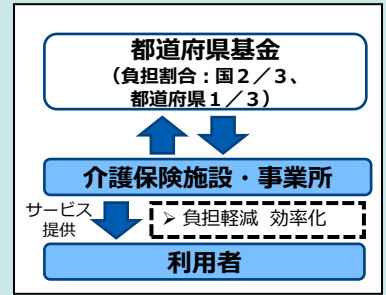 都道府県基金
（負担割合：国２／３、
都道府県１／３）
介護保険施設・事業所
サービス
提供
➢ 負担軽減 効率化
利用者